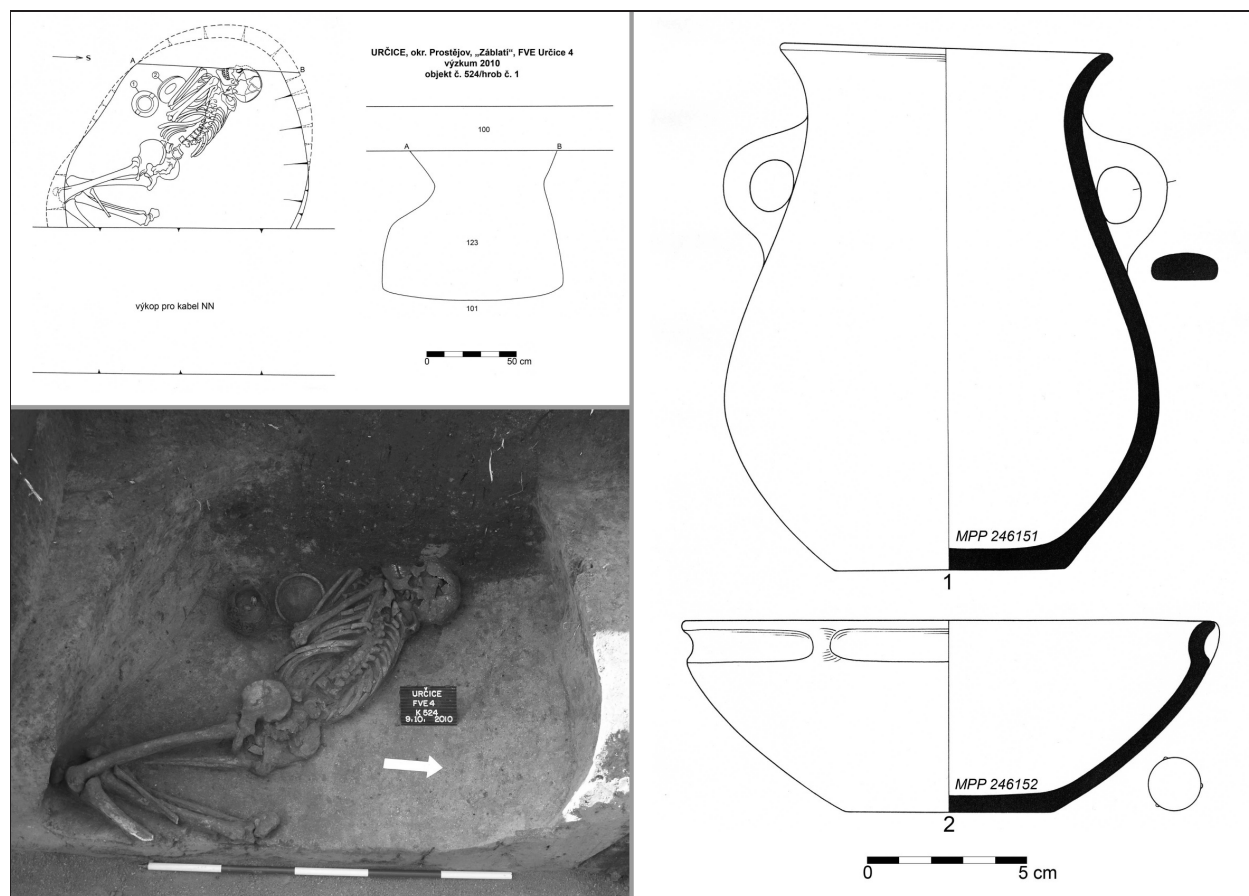 URČICE, okr. Prostějov, „Záblatí“, FVE Určice 4
výzkum 2010
objekt č. 524/hrob č. 1
S
A
B
1
2
výkop pro kabel NN
100
A
B
123
101
0
50 cm
URČICE
FVE 4
K 524
9.10. 2010
MPP 246151
1
MPP 246152
2
0
5 cm